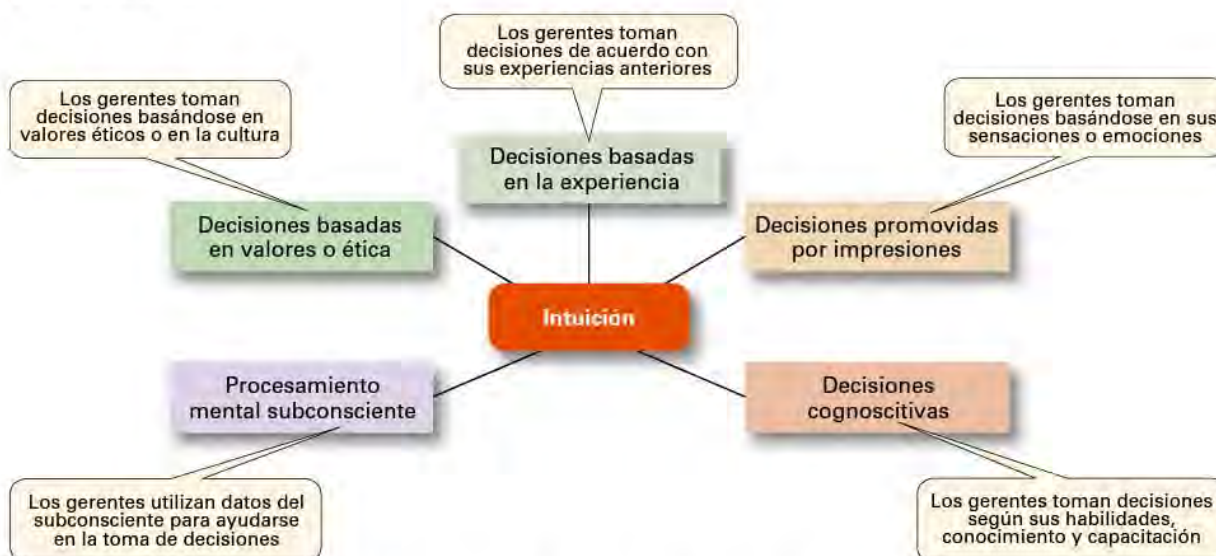 Los gerentes toman
decisiones de acuerdo con
sus experiencias anteriores
Los gerentes toman
decisiones basándose en
valores éticos o en la cultura
Los gerentes toman
decisiones basándose en sus
sensaciones o emociones
Decisiones basadas
en la experiencia
Decisiones basadas
en valores o ética
Decisiones promovidas
por impresiones
Intuición
Procesamiento
mental subconsciente
Decisiones
cognoscitivas
Los gerentes utilizan datos del
subconsciente para ayudarse
en la toma de decisiones
Los gerentes toman decisiones
según sus habilidades,
conocimiento y capacitación